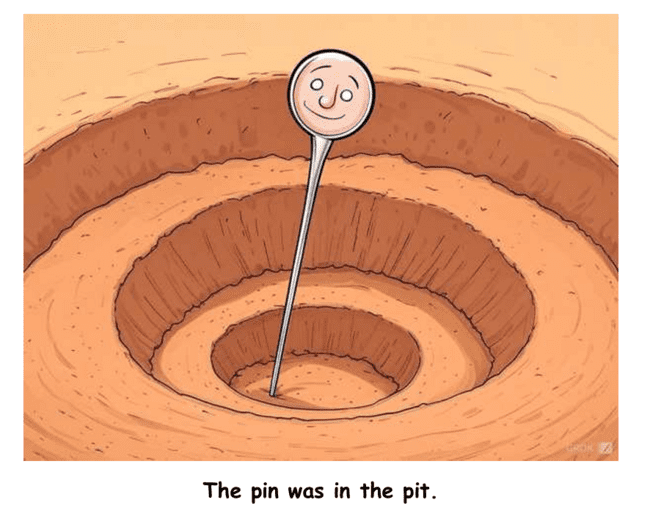 The pin was in the pit.